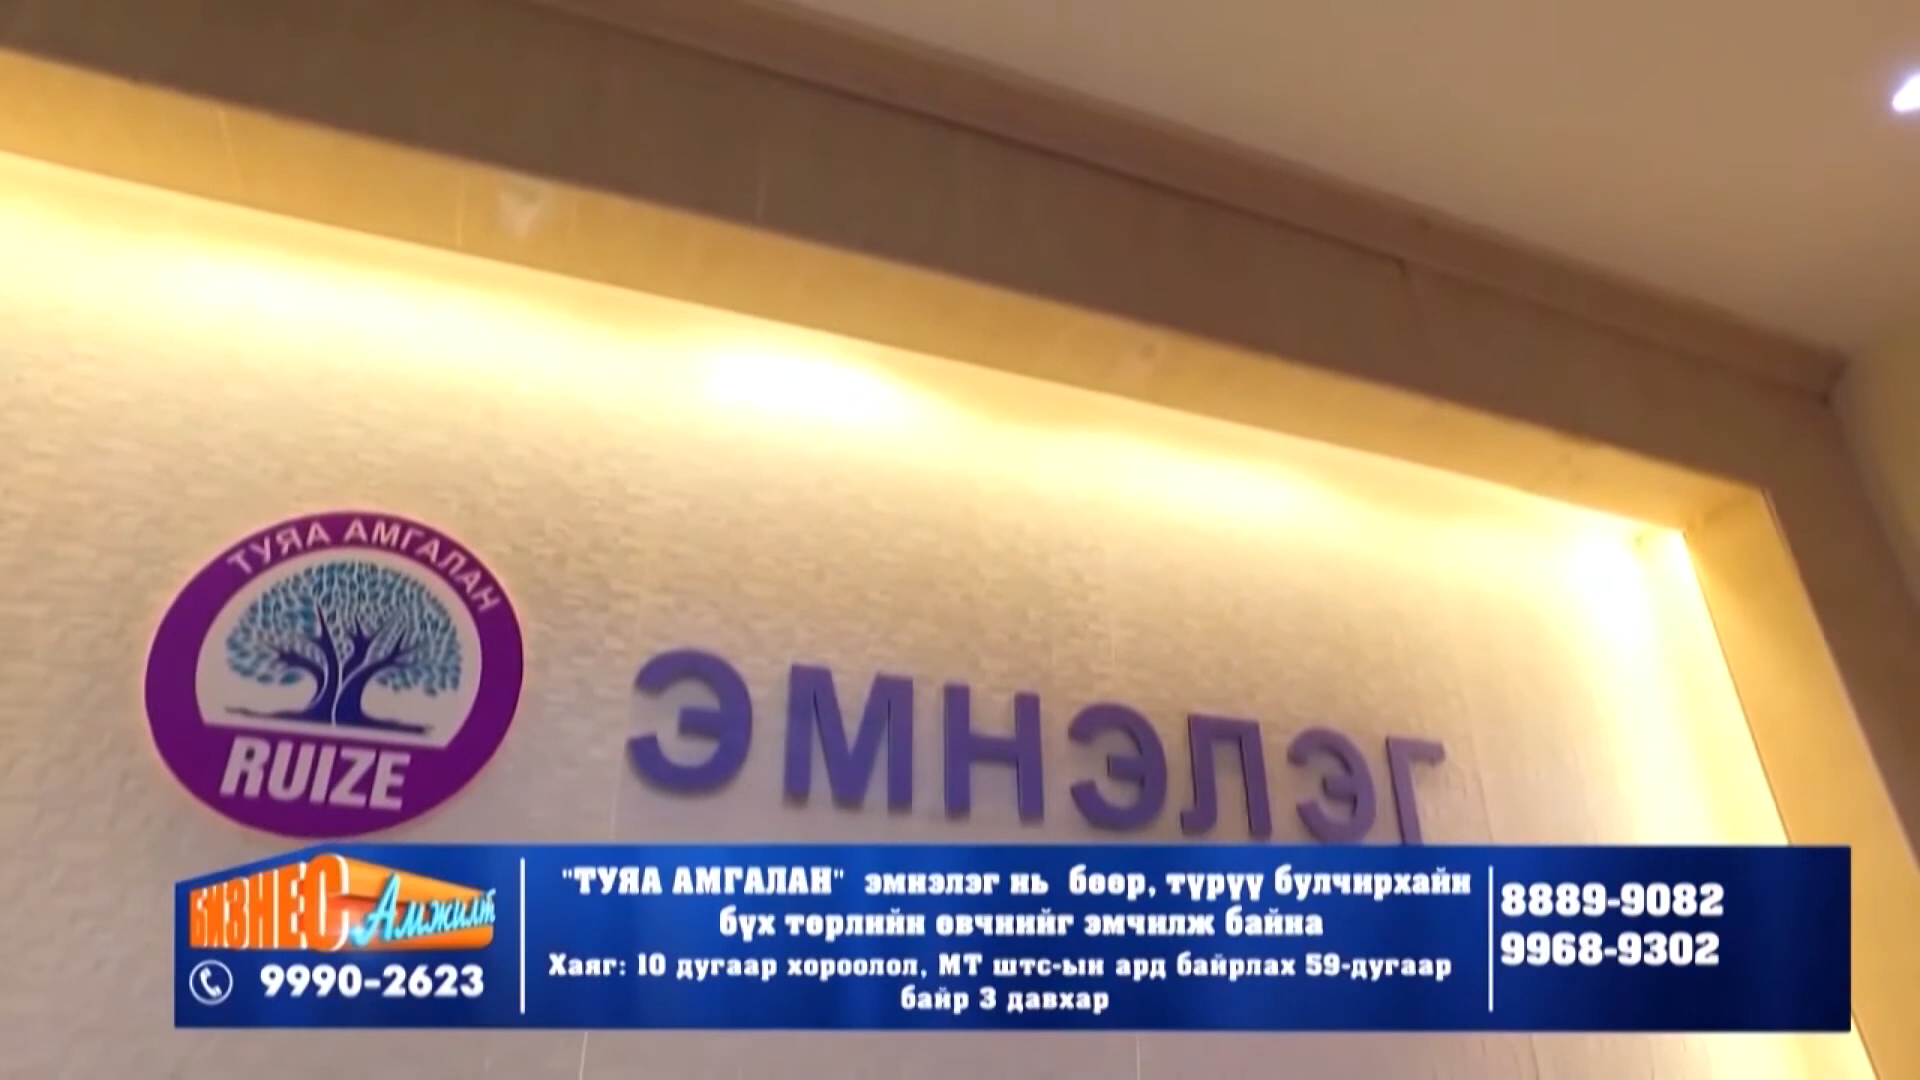 ТУЯА АМГАЛАН
RUIZE
ЭМНЭЛЭГ
БИЗНЕС Амжилт
9990-2623
"ТУЯА АМГАЛАН" эмнэлэг нь бөөр, түрүү булчирхайн
бүх төрлийн өвчнийг эмчилж байна
Хаяг: 10 дугаар хороолол, МТ штс-ын ард байрлах 59-дугаар
байр 3 давхар
8889-9082
9968-9302